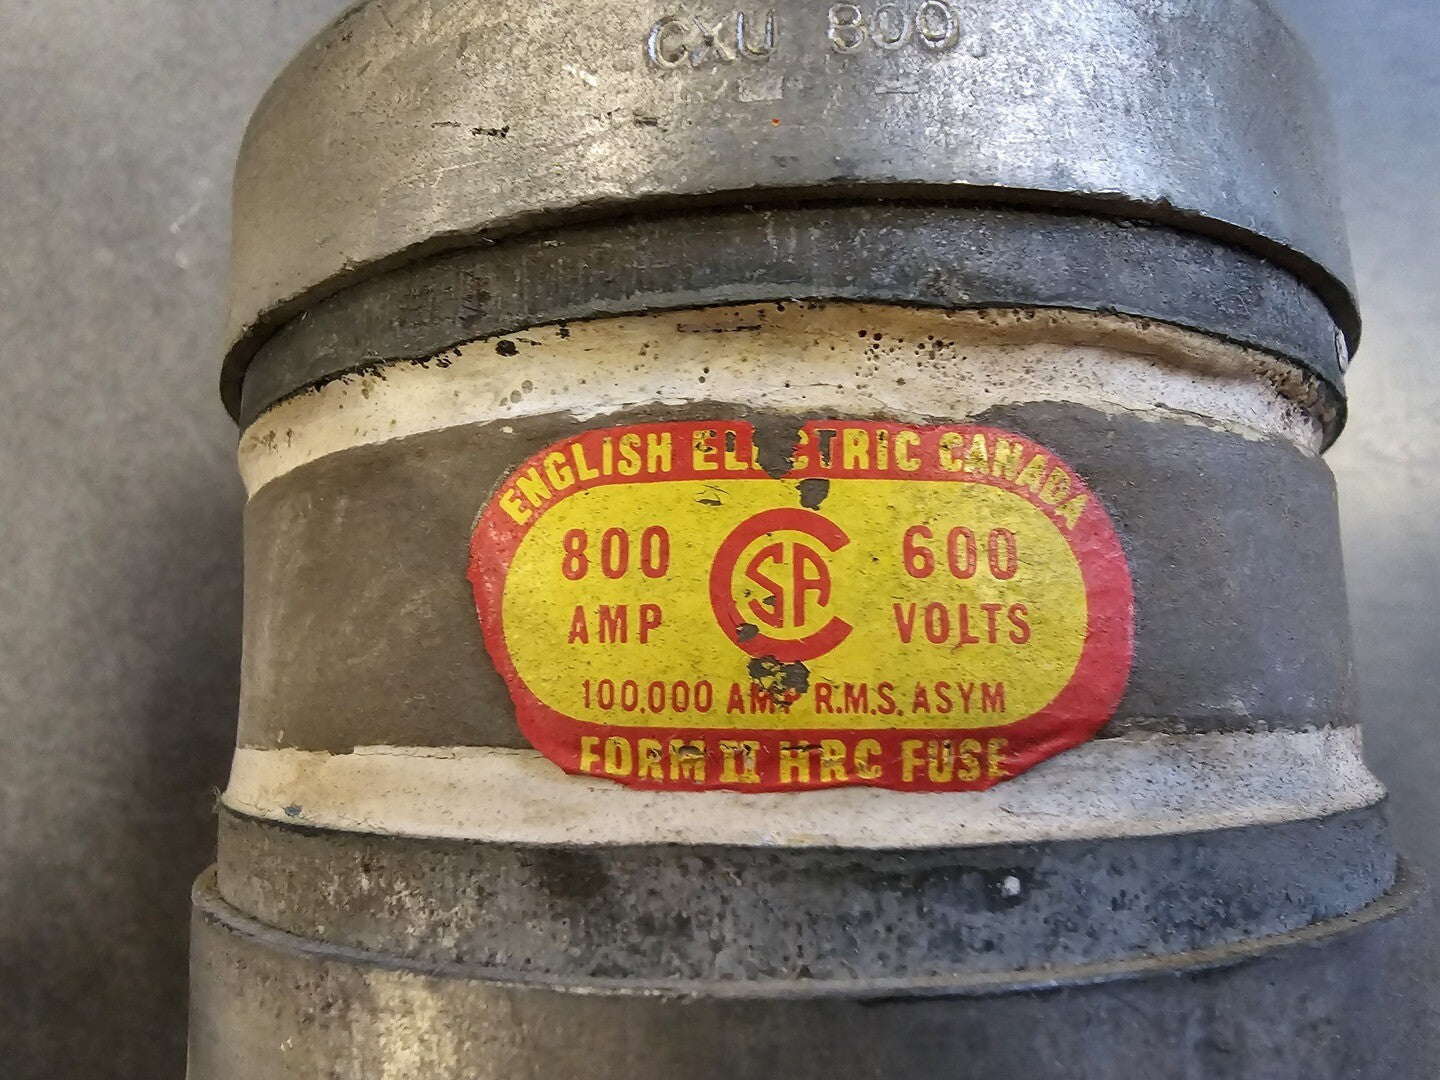 CXU 800
ENGLISH ELECTRIC CANADA
800 CSA 600
AMP VOLTS
100,000 AMP R.M.S. ASYM
FORM II HRC FUSE